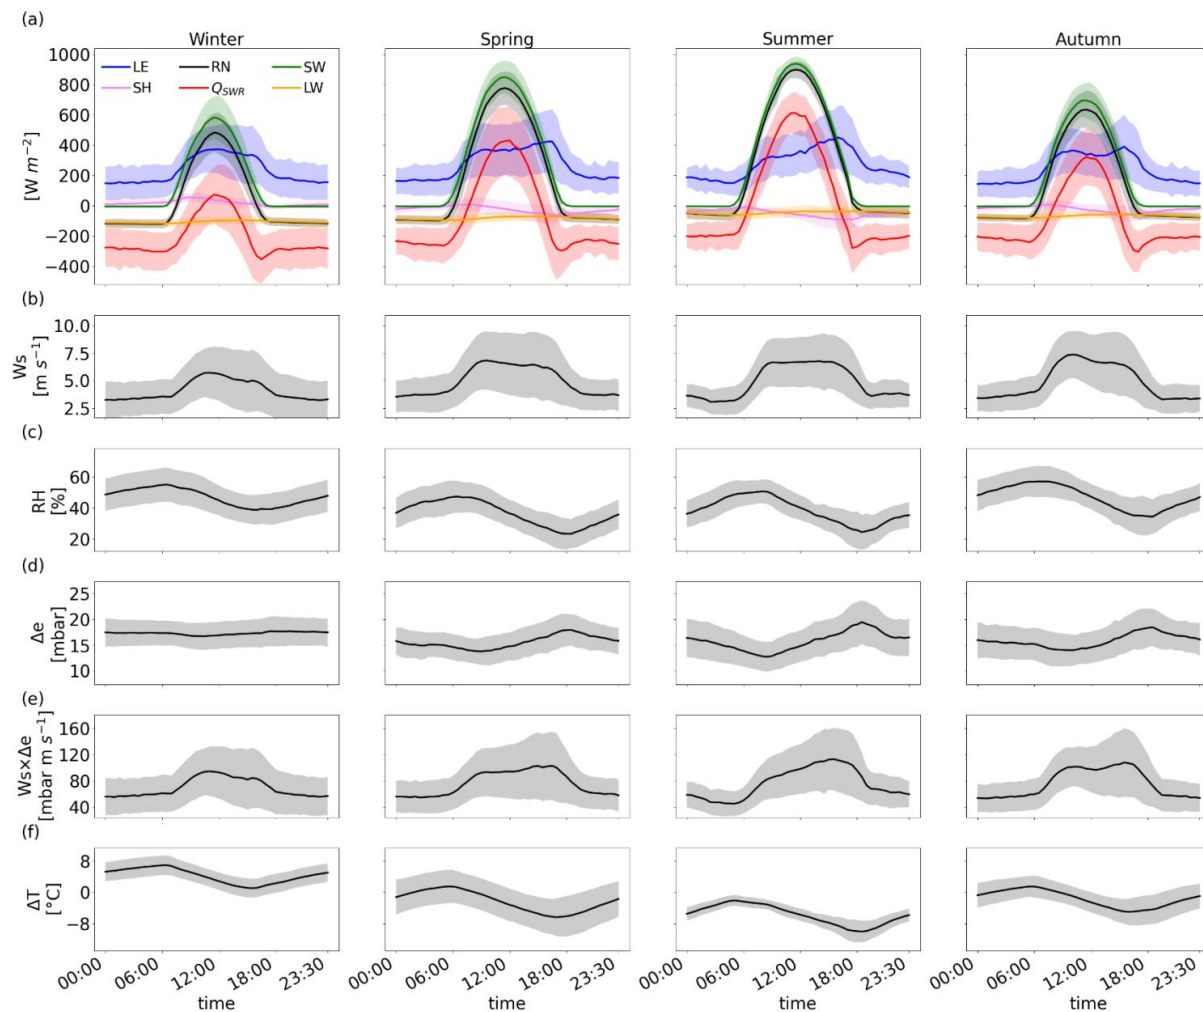 (a)
Winter Spring Summer Autumn
1000
800
600
400
200
0
−200
−400
[W m⁻²]
LE RN SW
SH Q_SWR LW
(b)
10.0
7.5
5.0
2.5
Ws
[m s⁻¹]
(c)
60
40
20
RH
[%]
(d)
25
20
15
10
Δe
[mbar]
(e)
160
120
80
40
Ws×Δe
[mbar m s⁻¹]
(f)
8
0
−8
ΔT
[°C]
00:00 06:00 12:00 18:00 23:30 00:00 06:00 12:00 18:00 23:30 00:00 06:00 12:00 18:00 23:30 00:00 06:00 12:00 18:00 23:30
time time time time